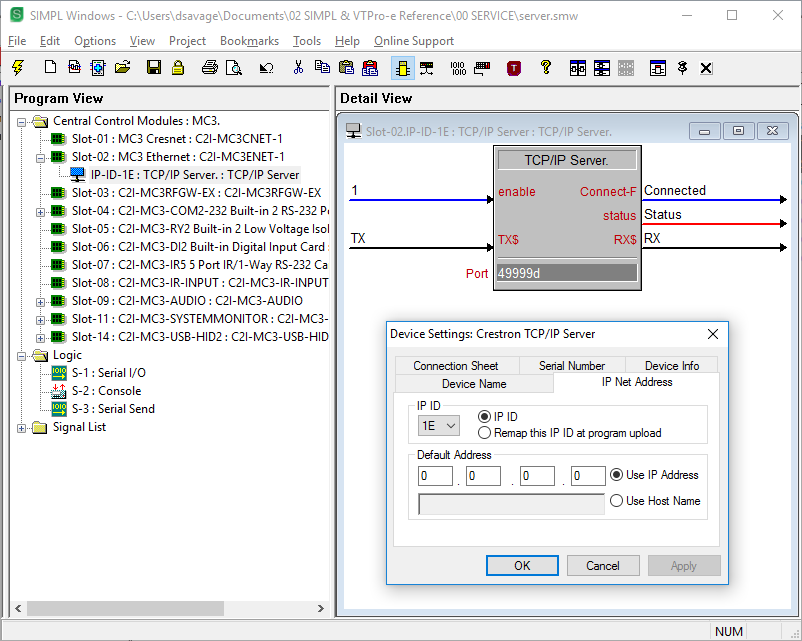 SIMPL Windows - C:\Users\dsavage\Documents\02 SIMPL & VTPro-e Reference\00 SERVICE\server.smw
File Edit Options View Project Bookmarks Tools Help Online Support
Program View
Central Control Modules : MC3.
Slot-01 : MC3 Cresnet : C2I-MC3CNET-1
Slot-02 : MC3 Ethernet : C2I-MC3ENET-1
IP-ID-1E : TCP/IP Server. : TCP/IP Server
Slot-03 : C2I-MC3RFGW-EX : C2I-MC3RFGW-EX
Slot-04 : C2I-MC3-COM2-232 Built-in 2 RS-232 P
Slot-05 : C2I-MC3-RY2 Built-in 2 Low Voltage Isol
Slot-06 : C2I-MC3-DI2 Built-in Digital Input Card :
Slot-07 : C2I-MC3-IR5 5 Port IR/1-Way RS-232 Ca
Slot-08 : C2I-MC3-IR-INPUT : C2I-MC3-IR-INPUT
Slot-09 : C2I-MC3-AUDIO : C2I-MC3-AUDIO
Slot-11 : C2I-MC3-SYSTEMMONITOR : C2I-MC3-
Slot-14 : C2I-MC3-USB-HID2 : C2I-MC3-USB-HID
Logic
S-1 : Serial I/O
S-2 : Console
S-3 : Serial Send
Signal List
Detail View
Slot-02.IP-ID-1E : TCP/IP Server : TCP/IP Server.
TCP/IP Server.
1 enable Connect-F Connected
status Status
TX TX$ RX$ RX
Port 49999d
Device Settings: Crestron TCP/IP Server
Connection Sheet Serial Number Device Info
Device Name IP Net Address
IP ID
1E IP ID
Remap this IP ID at program upload
Default Address
0 . 0 . 0 . 0 Use IP Address
Use Host Name
OK Cancel Apply
NUM